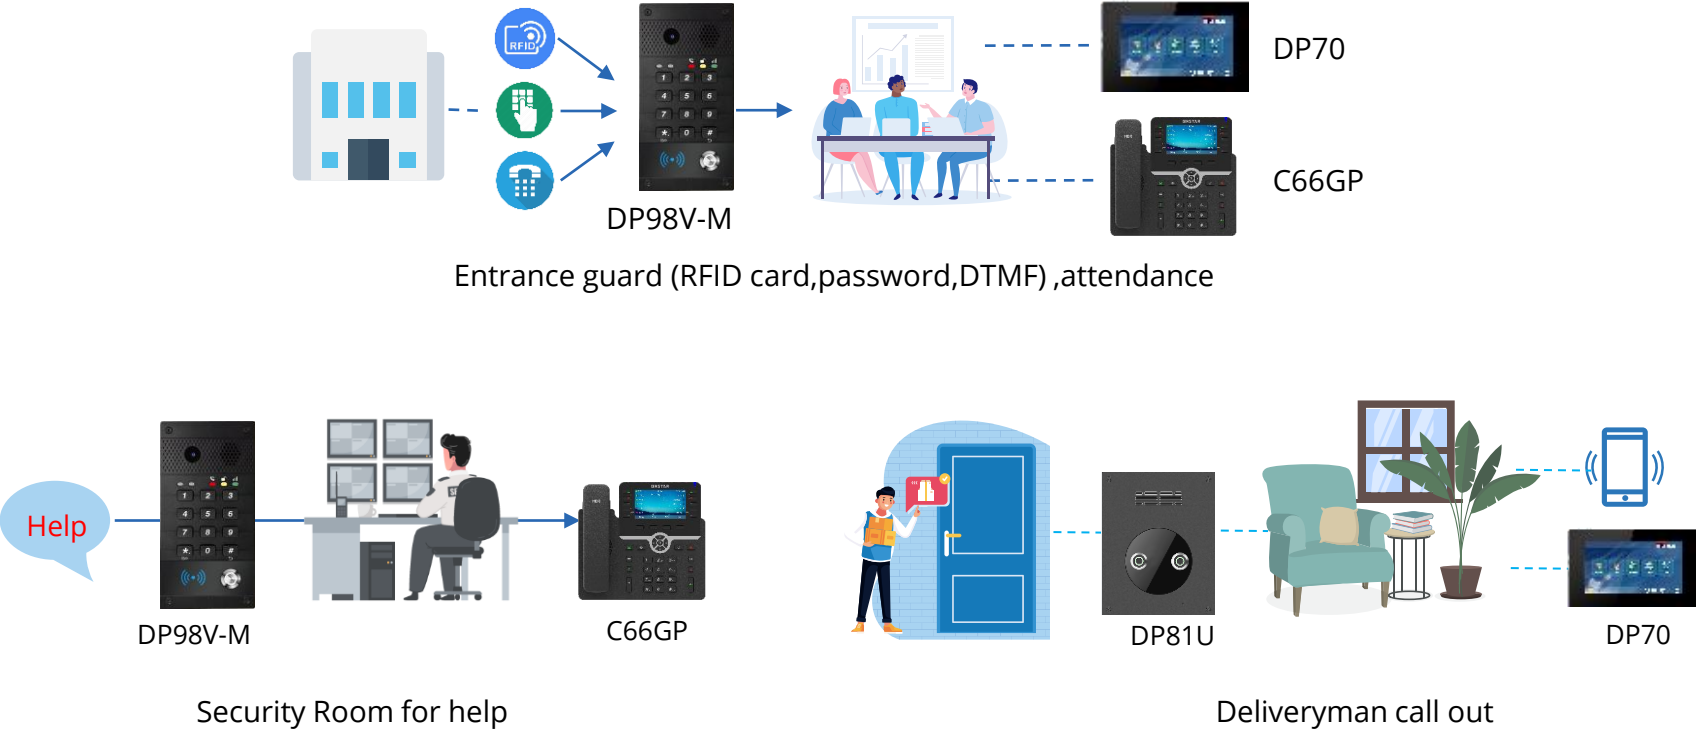 RFID
DP98V-M
DP70
C66GP
Entrance guard (RFID card,password,DTMF) ,attendance
Help
DP98V-M
C66GP
DP81U
DP70
Security Room for help
Deliveryman call out